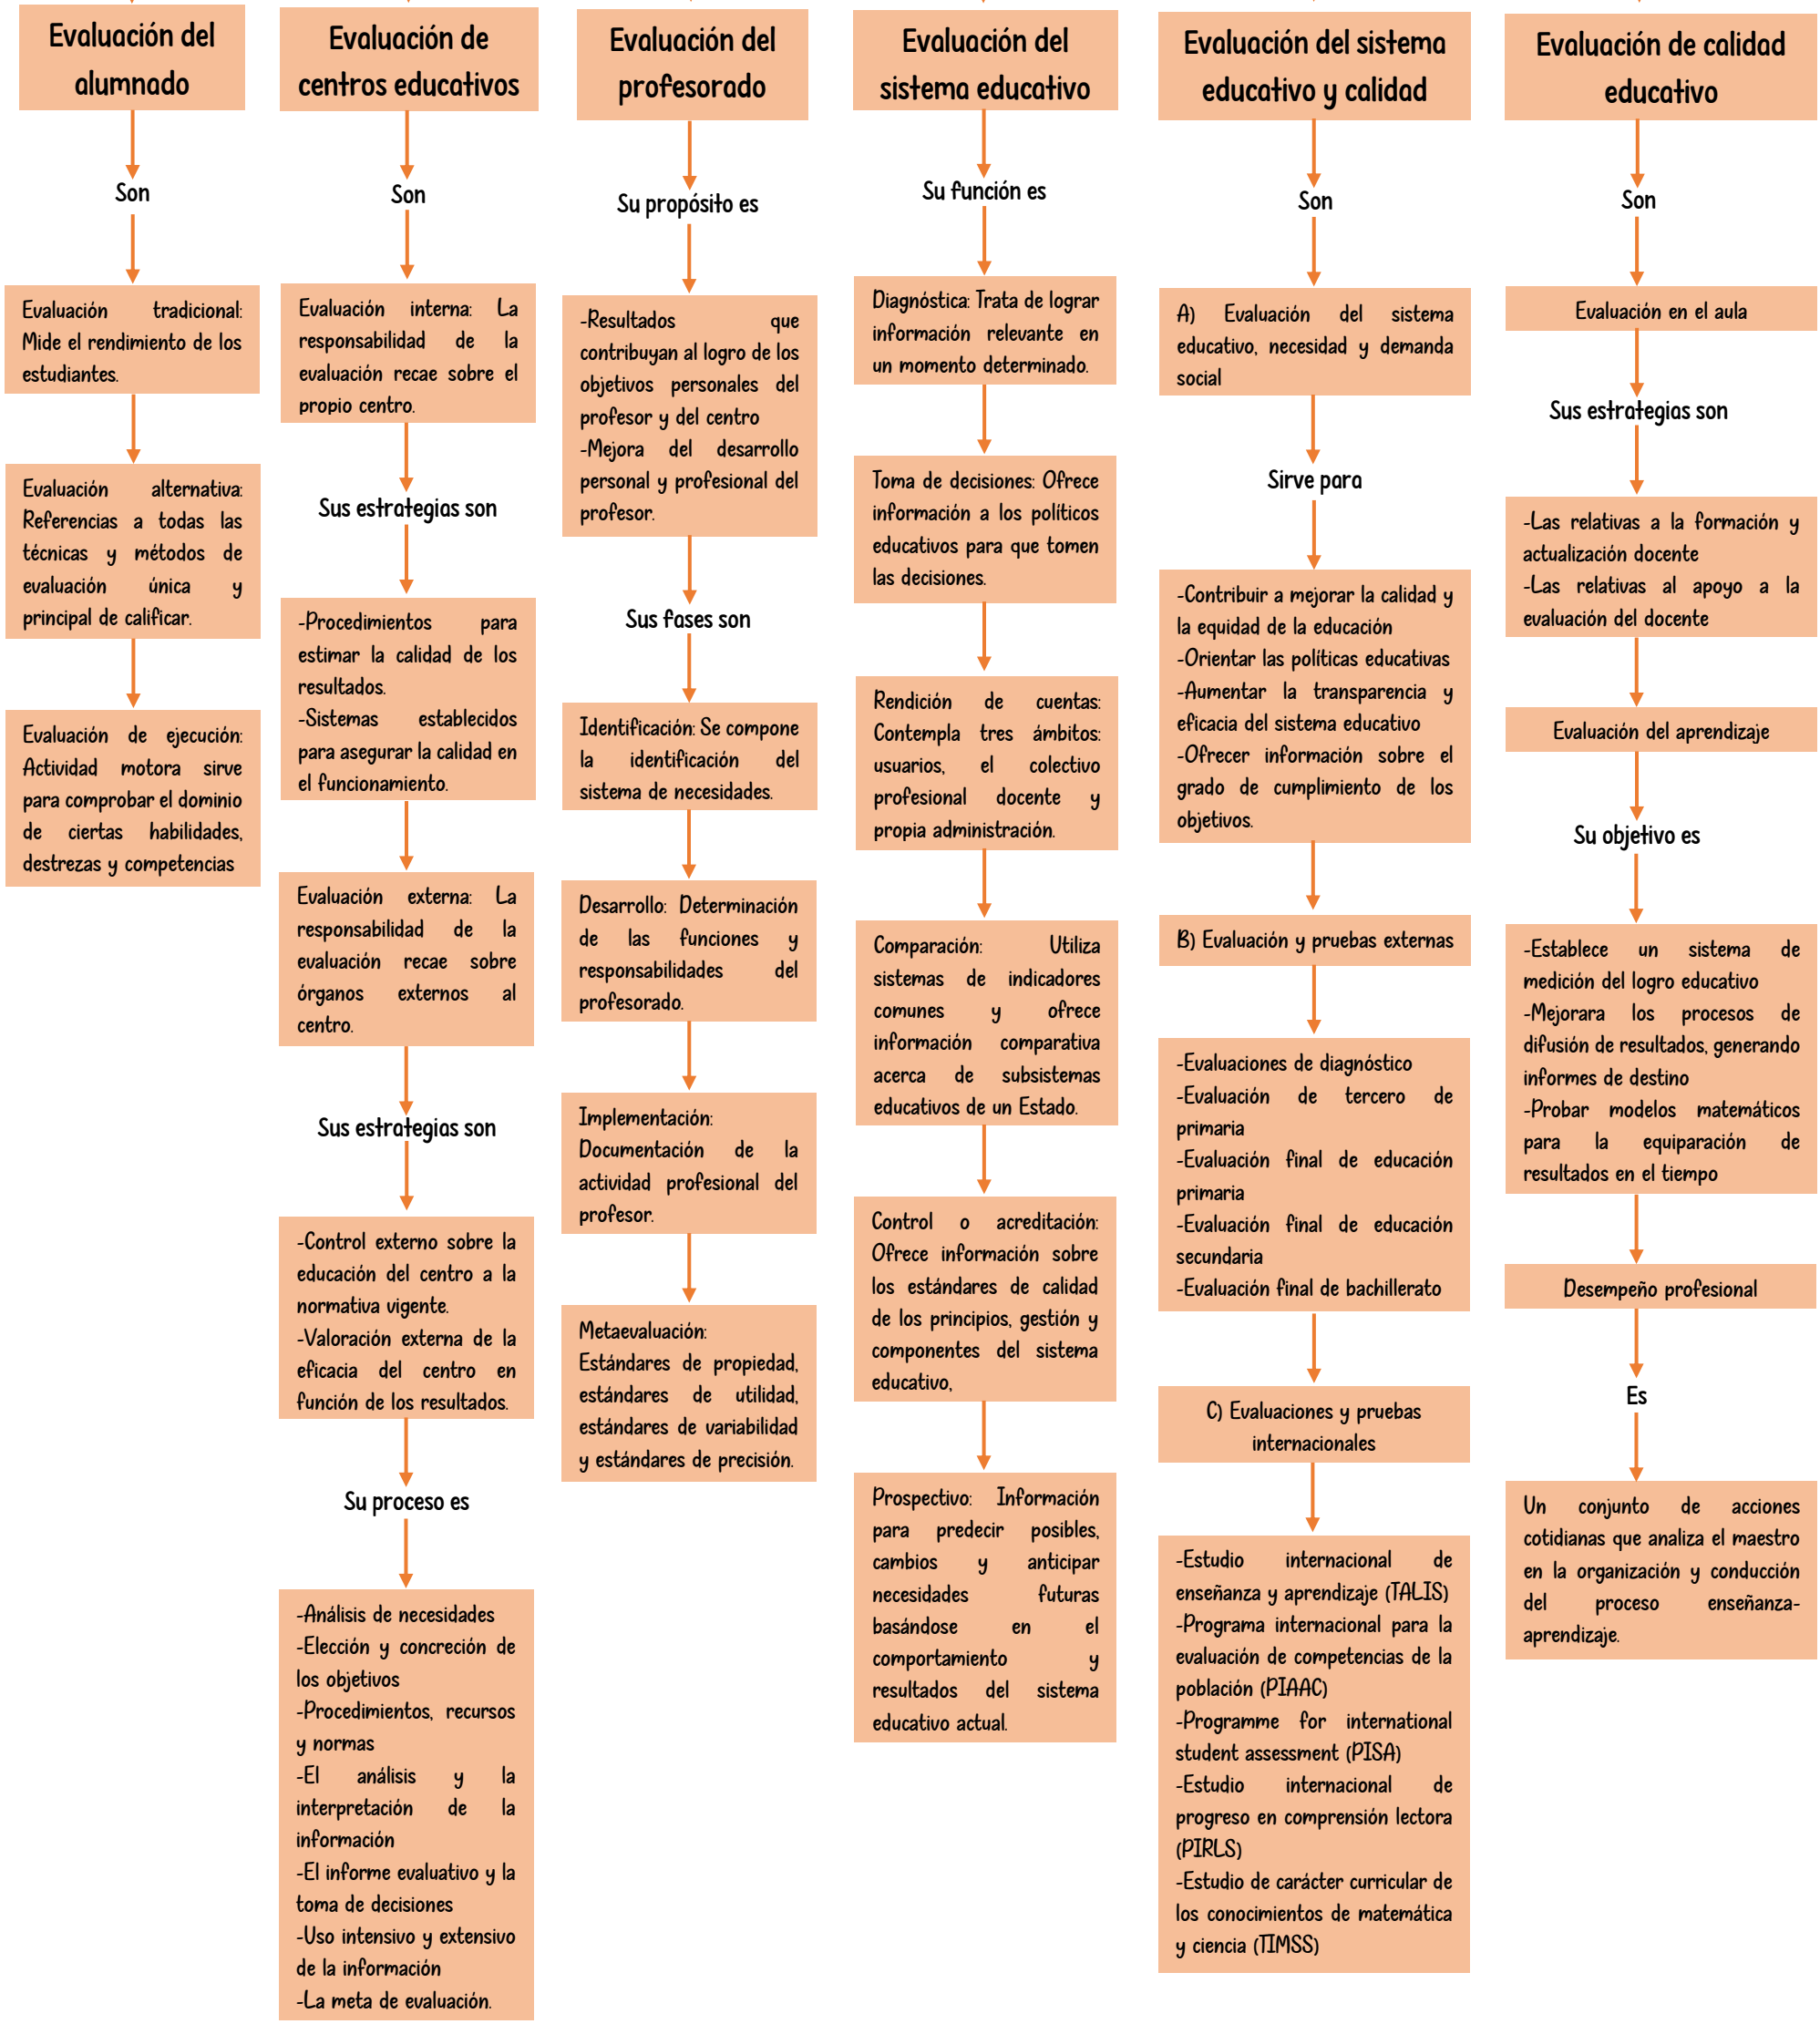 Evaluación del
alumnado
Son
Evaluación tradicional:
Mide el rendimiento de los
estudiantes.
Evaluación alternativa:
Referencias a todas las
técnicas y métodos de
evaluación única y
principal de calificar.
Evaluación de ejecución:
Actividad motora sirve
para comprobar el dominio
de ciertas habilidades,
destrezas y competencias
Evaluación de
centros educativos
Son
Evaluación interna: La
responsabilidad de la
evaluación recae sobre el
propio centro.
Sus estrategias son
-Procedimientos para
estimar la calidad de los
resultados.
-Sistemas establecidos
para asegurar la calidad en
el funcionamiento.
Evaluación externa: La
responsabilidad de la
evaluación recae sobre
órganos externos al
centro.
Sus estrategias son
-Control externo sobre la
educación del centro a la
normativa vigente.
-Valoración externa de la
eficacia del centro en
función de los resultados.
Su proceso es
-Análisis de necesidades
-Elección y concreción de
los objetivos
-Procedimientos, recursos
y normas
-El análisis y la
interpretación de la
información
-El informe evaluativo y la
toma de decisiones
-Uso intensivo y extensivo
de la información
-La meta de evaluación.
Evaluación del
profesorado
Su propósito es
-Resultados que
contribuyan al logro de los
objetivos personales del
profesor y del centro
-Mejora del desarrollo
personal y profesional del
profesor.
Sus fases son
Identificación: Se compone
la identificación del
sistema de necesidades.
Desarrollo: Determinación
de las funciones y
responsabilidades del
profesorado.
Implementación:
Documentación de la
actividad profesional del
profesor.
Metaevaluación:
Estándares de propiedad,
estándares de utilidad,
estándares de variabilidad
y estándares de precisión.
Evaluación del
sistema educativo
Su función es
Diagnóstica: Trata de lograr
información relevante en
un momento determinado.
Toma de decisiones: Ofrece
información a los políticos
educativos para que tomen
las decisiones.
Rendición de cuentas:
Contempla tres ámbitos:
usuarios, el colectivo
profesional docente y
propia administración.
Comparación: Utiliza
sistemas de indicadores
comunes y ofrece
información comparativa
acerca de subsistemas
educativos de un Estado.
Control o acreditación:
Ofrece información sobre
los estándares de calidad
de los principios, gestión y
componentes del sistema
educativo,
Prospectivo: Información
para predecir posibles,
cambios y anticipar
necesidades futuras
basándose en el
comportamiento y
resultados del sistema
educativo actual.
Evaluación del sistema
educativo y calidad
Son
A) Evaluación del sistema
educativo, necesidad y demanda
social
Sirve para
-Contribuir a mejorar la calidad y
la equidad de la educación
-Orientar las políticas educativas
-Aumentar la transparencia y
eficacia del sistema educativo
-Ofrecer información sobre el
grado de cumplimiento de los
objetivos.
B) Evaluación y pruebas externas
-Evaluaciones de diagnóstico
-Evaluación de tercero de
primaria
-Evaluación final de educación
primaria
-Evaluación final de educación
secundaria
-Evaluación final de bachillerato
C) Evaluaciones y pruebas
internacionales
-Estudio internacional de
enseñanza y aprendizaje (TALIS)
-Programa internacional para la
evaluación de competencias de la
población (PIAAC)
-Programme for international
student assessment (PISA)
-Estudio internacional de
progreso en comprensión lectora
(PIRLS)
-Estudio de carácter curricular de
los conocimientos de matemática
y ciencia (TIMSS)
Evaluación de calidad
educativo
Son
Evaluación en el aula
Sus estrategias son
-Las relativas a la formación y
actualización docente
-Las relativas al apoyo a la
evaluación del docente
Evaluación del aprendizaje
Su objetivo es
-Establece un sistema de
medición del logro educativo
-Mejorara los procesos de
difusión de resultados, generando
informes de destino
-Probar modelos matemáticos
para la equiparación de
resultados en el tiempo
Desempeño profesional
Es
Un conjunto de acciones
cotidianas que analiza el maestro
en la organización y conducción
del proceso enseñanza-
aprendizaje.